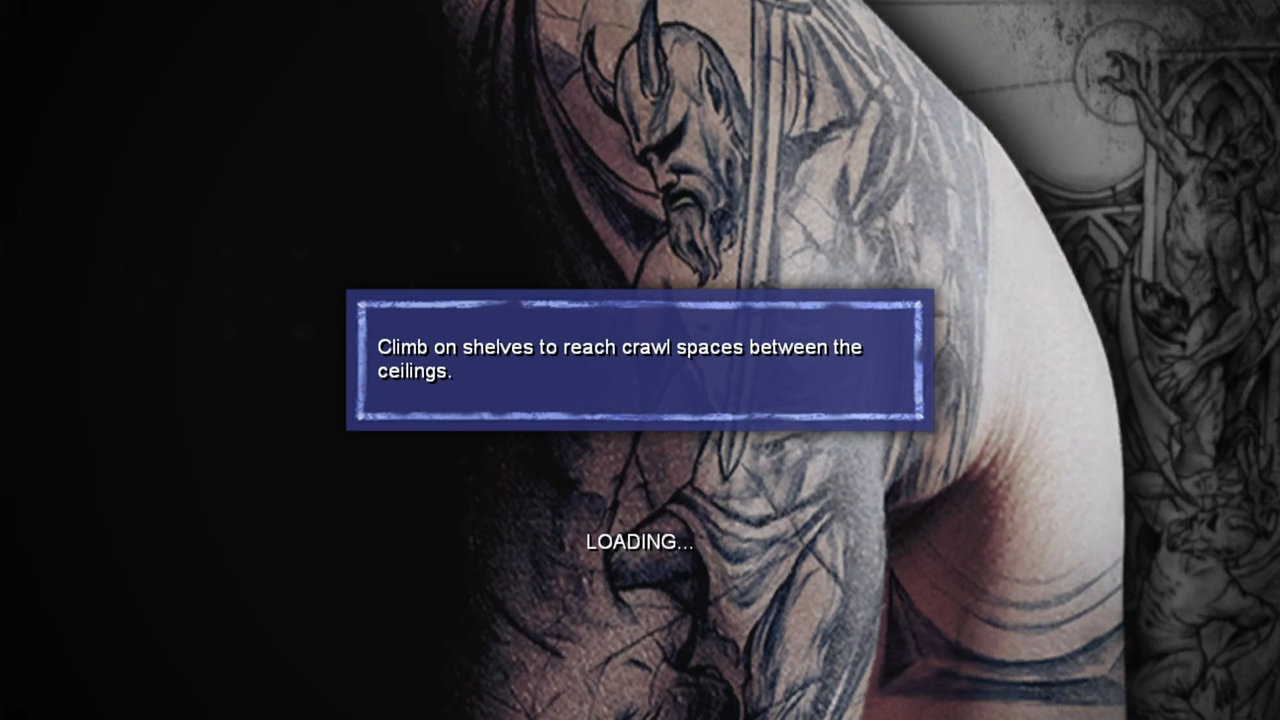 Climb on shelves to reach crawl spaces between the
ceilings.
LOADING...